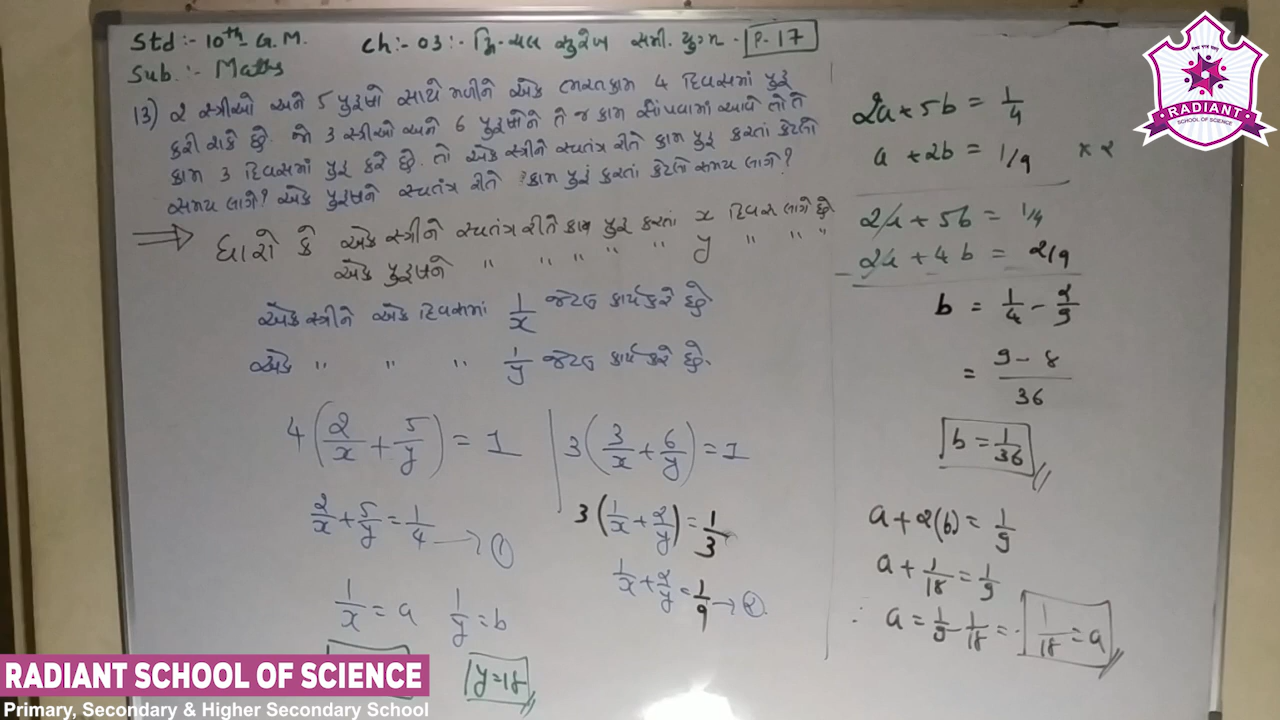 Std :- 10th G.M.
Ch :- 03 :- દ્વિ-ચલ સુરેખ સમી. યુગ્મ - P-17
Sub :- Maths
13) ૨ સ્ત્રીઓ અને 5 પુરુષો સાથે મળીને એક ભરતકામ 4 દિવસમાં પુરૂ
કરી શકે છે. જો 3 સ્ત્રીઓ અને 6 પુરુષોને તે જ કામ સોંપવામાં આવે તો તે
કામ 3 દિવસમાં પુરૂ કરે છે. તો એક સ્ત્રીને સ્વતંત્ર રીતે કામ પુરૂ કરતાં કેટલો
સમય લાગે? એક પુરુષને સ્વતંત્ર રીતે કામ પુરૂં કરતાં કેટલો સમય લાગે?
⇒ ધારો કે એક સ્ત્રીને સ્વતંત્ર રીતે કામ પુરૂ કરતાં x દિવસ લાગે છે.
એક પુરુષને " " " " " " y " " "
એક સ્ત્રીને એક દિવસમાં 1/x જેટલુ કાર્ય કરે છે.
એક " " " 1/y જેટલુ કાર્ય કરે છે.
4(2/x + 5/y) = 1
2/x + 5/y = 1/4 → ①
1/x = a 1/y = b
y = 18
3(3/x + 6/y) = 1
3(1/x + 2/y) = 1/3
1/x + 2/y = 1/9 → ②
2a + 5b = 1/4
a + 2b = 1/9 × ૨
2a + 5b = 1/4
2a + 4b = 2/9
b = 1/4 - 2/9
= 9 - 8/36
b = 1/36
a + 2(b) = 1/9
a + 1/18 = 1/9
∴ a = 1/9 - 1/18 = 1/18 = a
RADIANT
SCHOOL OF SCIENCE
RADIANT SCHOOL OF SCIENCE
Primary, Secondary & Higher Secondary School